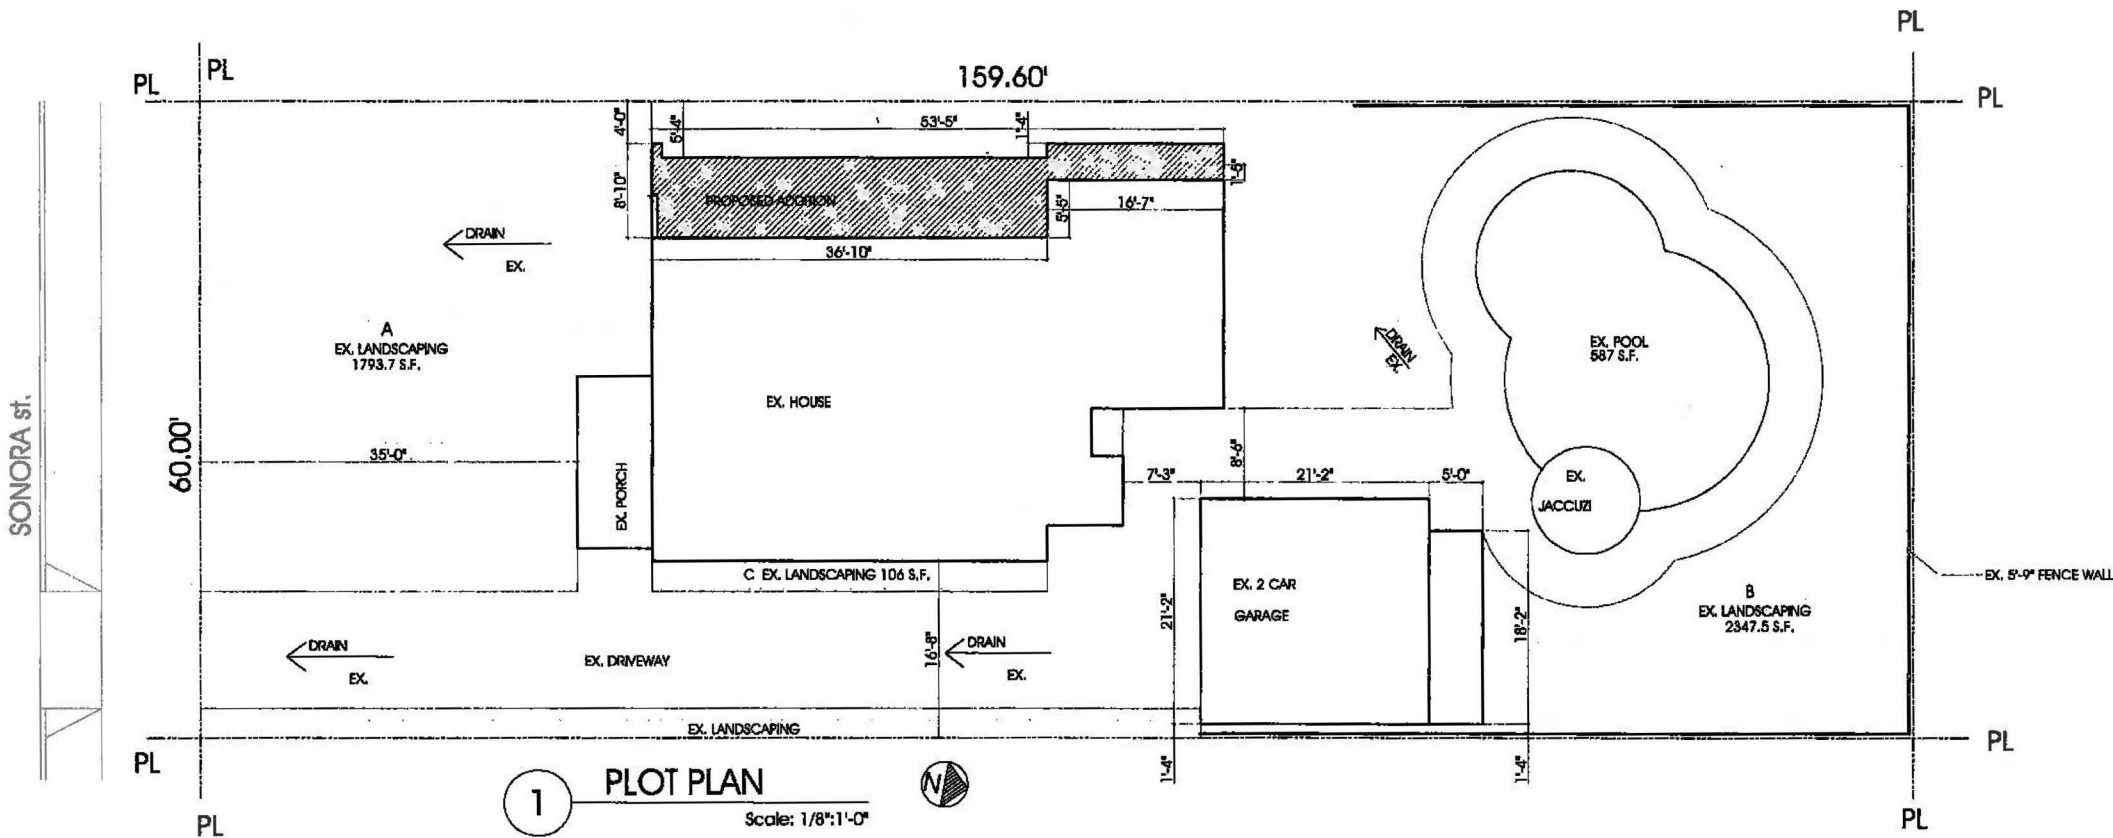 PL
PL
PL
159.60'
PL
4'-0"
5'-4"
53'-5"
1'-4"
8'-10"
PROPOSED ADDITION
5'-5"
16'-7"
1'-5"
36'-10"
DRAIN
EX.
A
EX. LANDSCAPING
1793.7 S.F.
DRAIN
EX.
EX. POOL
587 S.F.
EX. HOUSE
SONORA st.
60.00'
35'-0"
EX. PORCH
8'-6"
7'-3"
21'-2"
5'-0"
EX.
JACCUZI
C EX. LANDSCAPING 106 S.F.
EX. 2 CAR
GARAGE
21'-2"
18'-2"
EX. 5'-9" FENCE WALL
B
EX. LANDSCAPING
2347.5 S.F.
DRAIN
EX.
EX. DRIVEWAY
16'-8"
DRAIN
EX.
EX. LANDSCAPING
PL
PL
1'-4"
1'-4"
1
PLOT PLAN
Scale: 1/8":1'-0"
N
PL
PL